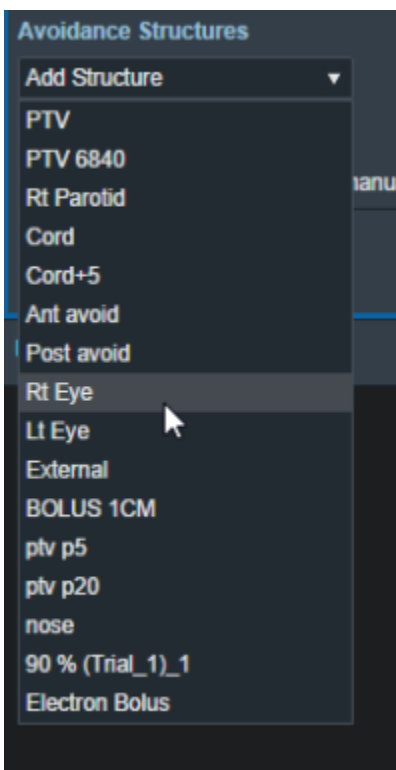 Avoidance Structures
Add Structure
PTV
PTV 6840
Rt Parotid
Cord
Cord+5
Ant avoid
Post avoid
Rt Eye
Lt Eye
External
BOLUS 1CM
ptv p5
ptv p20
nose
90 % (Trial_1)_1
Electron Bolus